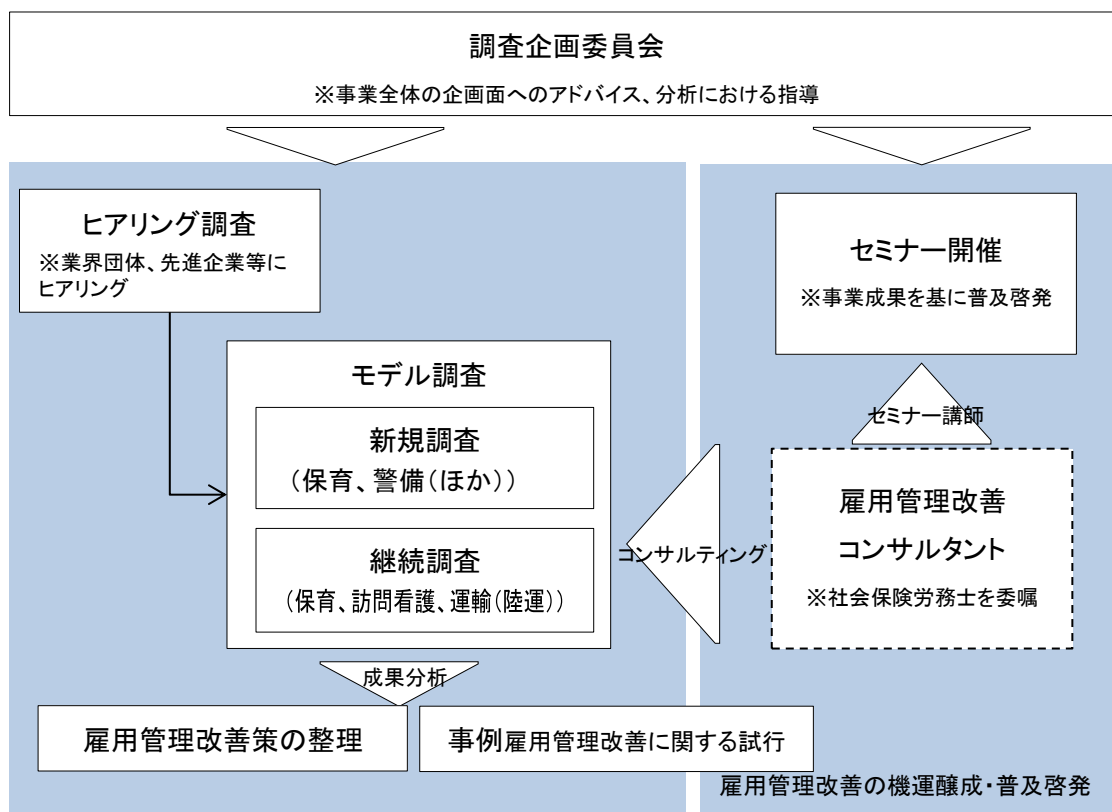 調査企画委員会
※事業全体の企画面へのアドバイス、分析における指導
ヒアリング調査
※業界団体、先進企業等に
ヒアリング
モデル調査
新規調査
（保育、警備（ほか））
継続調査
（保育、訪問看護、運輸（陸運））
成果分析
雇用管理改善策の整理
事例雇用管理改善に関する試行
コンサルティング
セミナー開催
※事業成果を基に普及啓発
セミナー講師
雇用管理改善
コンサルタント
※社会保険労務士を委嘱
雇用管理改善の機運醸成・普及啓発